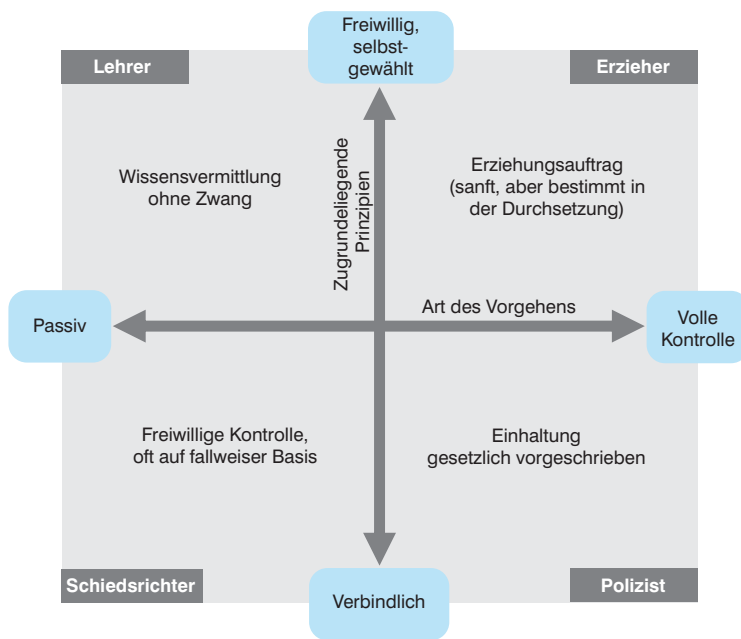 Freiwillig,
selbst-
gewählt
Lehrer
Erzieher
Wissensvermittlung
ohne Zwang
Zugrundeliegende
Prinzipien
Erziehungsauftrag
(sanft, aber bestimmt in
der Durchsetzung)
Passiv
Art des Vorgehens
Volle
Kontrolle
Freiwillige Kontrolle,
oft auf fallweiser Basis
Einhaltung
gesetzlich vorgeschrieben
Schiedsrichter
Verbindlich
Polizist